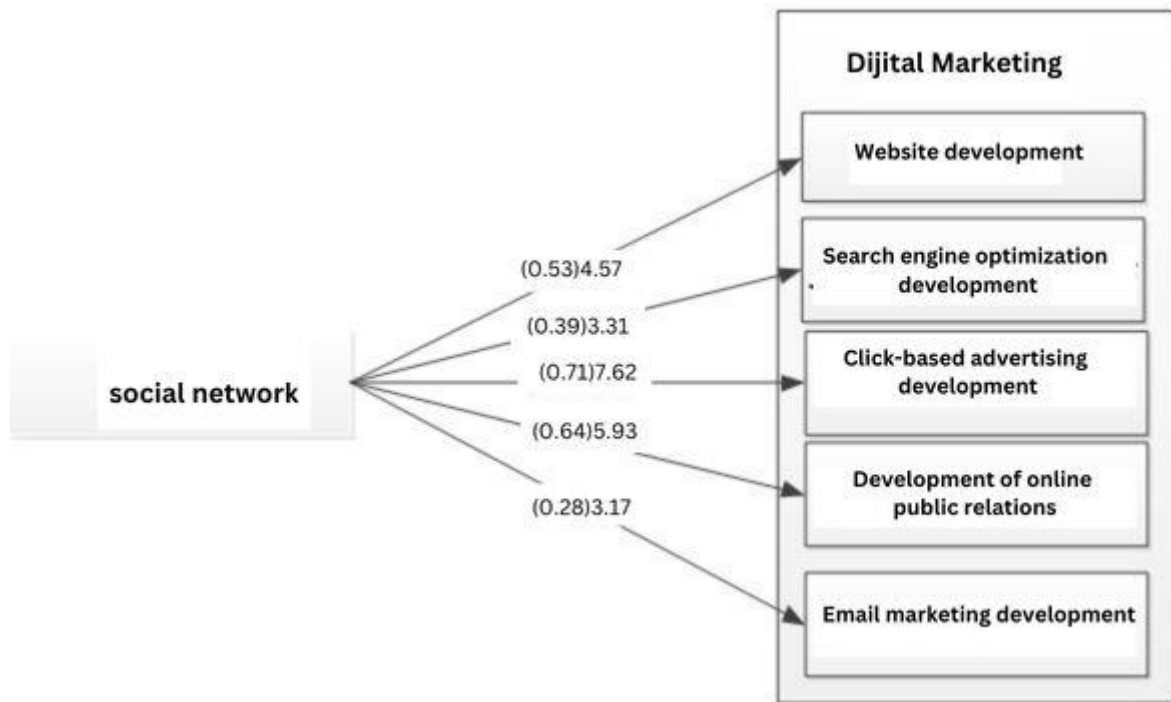 Dijital Marketing
Website development
(0.53)4.57
Search engine optimization
development
(0.39)3.31
Click-based advertising
development
(0.71)7.62
social network
(0.64)5.93
Development of online
public relations
(0.28)3.17
Email marketing development